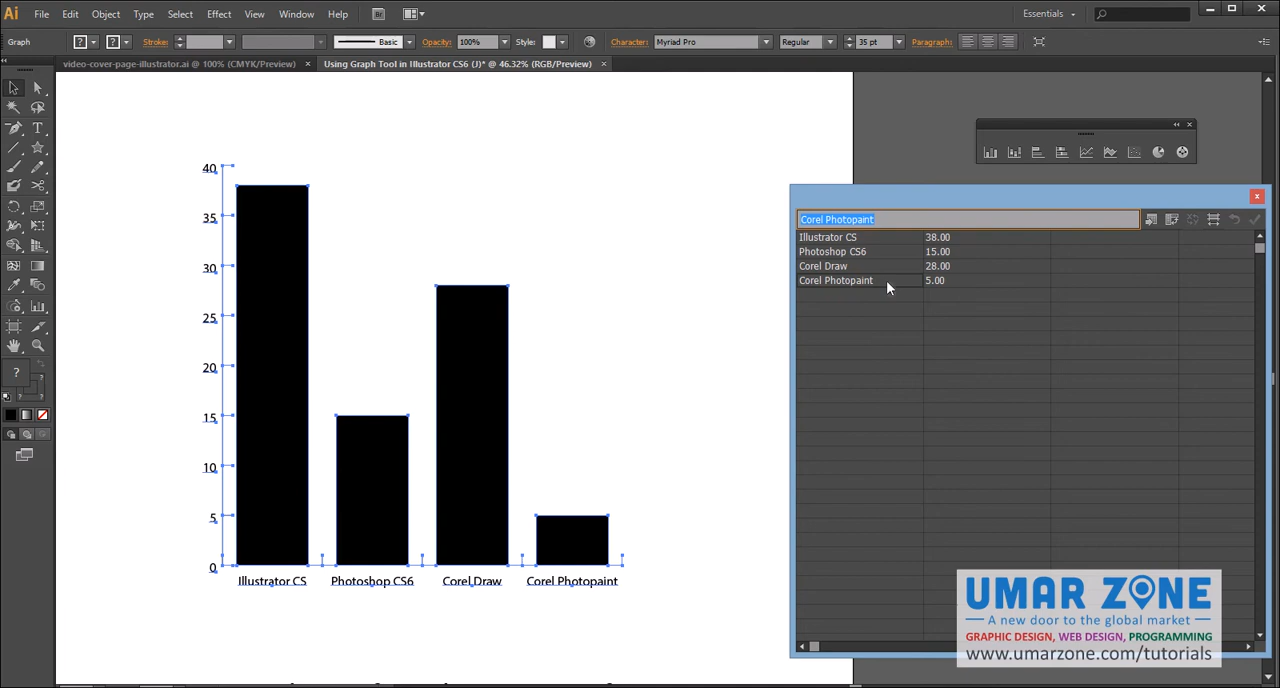 Ai File Edit Object Type Select Effect View Window Help Br Essentials
Graph ? ? Stroke: Basic Opacity: 100% Style: Character: Myriad Pro Regular 35 pt Paragraph:
video-cover-page-illustrator.ai @ 100% (CMYK/Preview) × Using Graph Tool in Illustrator CS6 (J)* @ 46.32% (RGB/Preview) ×
Corel Photopaint
Illustrator CS 38.00
Photoshop CS6 15.00
Corel Draw 28.00
Corel Photopaint 5.00
40
35
30
25
20
15
10
5
0
Illustrator CS Photoshop CS6 Corel Draw Corel Photopaint
?
UMAR ZONE
A new door to the global market
GRAPHIC DESIGN, WEB DESIGN, PROGRAMMING
www.umarzone.com/tutorials